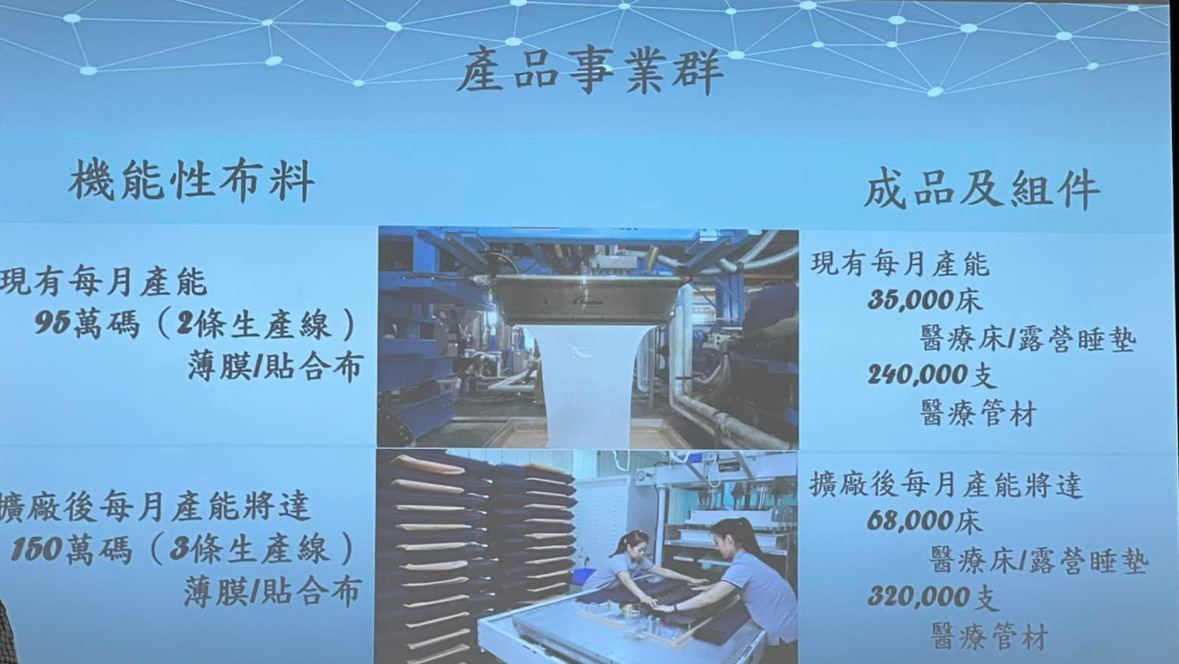 產品事業群
機能性布料
成品及組件
現有每月產能
95萬碼（2條生產線）
薄膜/貼合布
現有每月產能
35,000床
醫療床/露營睡墊
240,000支
醫療管材
擴廠後每月產能將達
150萬碼（3條生產線）
薄膜/貼合布
擴廠後每月產能將達
68,000床
醫療床/露營睡墊
320,000支
醫療管材